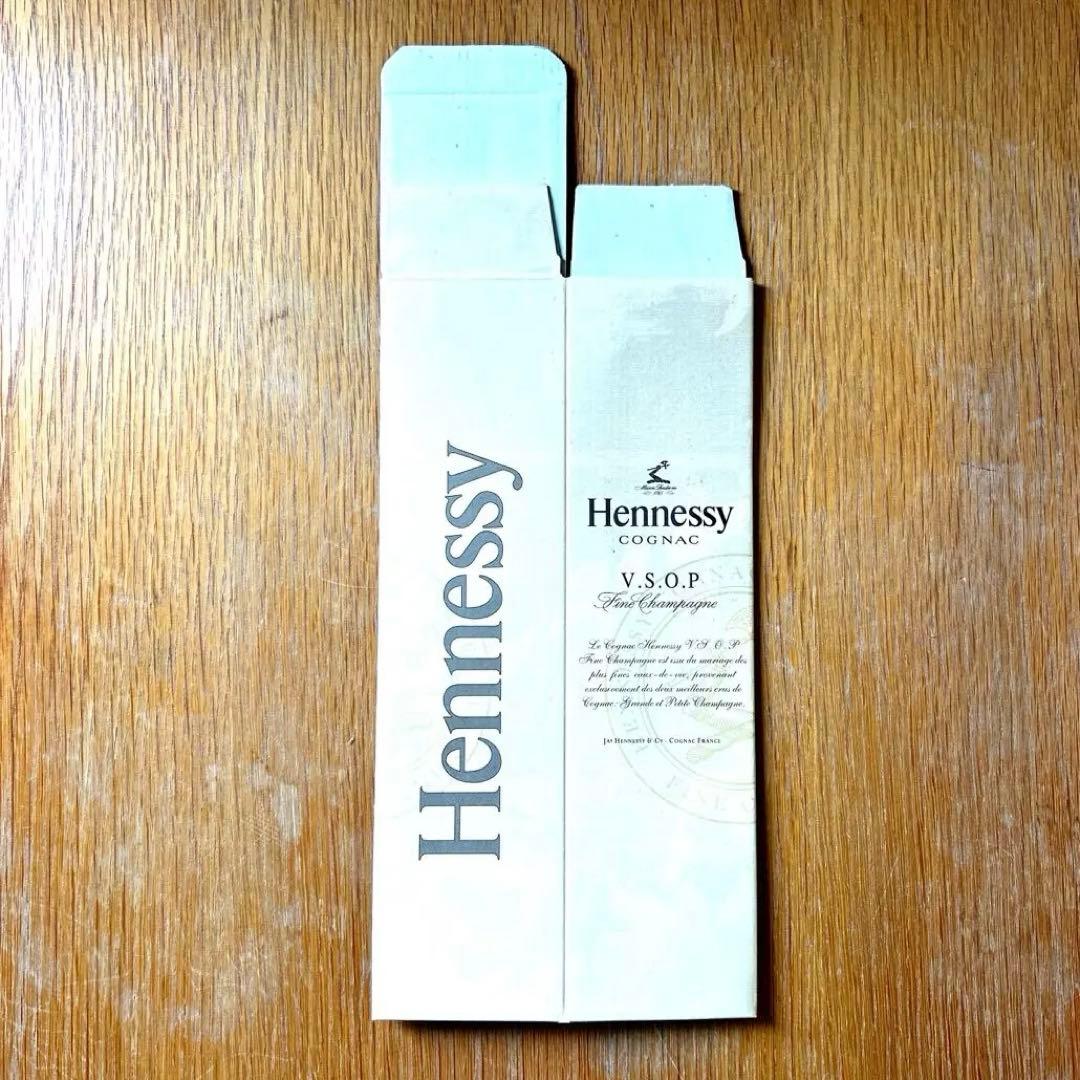 Hennessy
Hennessy
COGNAC
V.S.O.P
Fine Champagne
Le Cognac Hennessy V.S.O.P
Fine Champagne est issu du mariage des
plus fines eaux-de-vie, provenant
exclusivement des deux meilleurs crus de
Cognac: Grande et Petite Champagne.
JAS HENNESSY & Co - COGNAC FRANCE
FINE